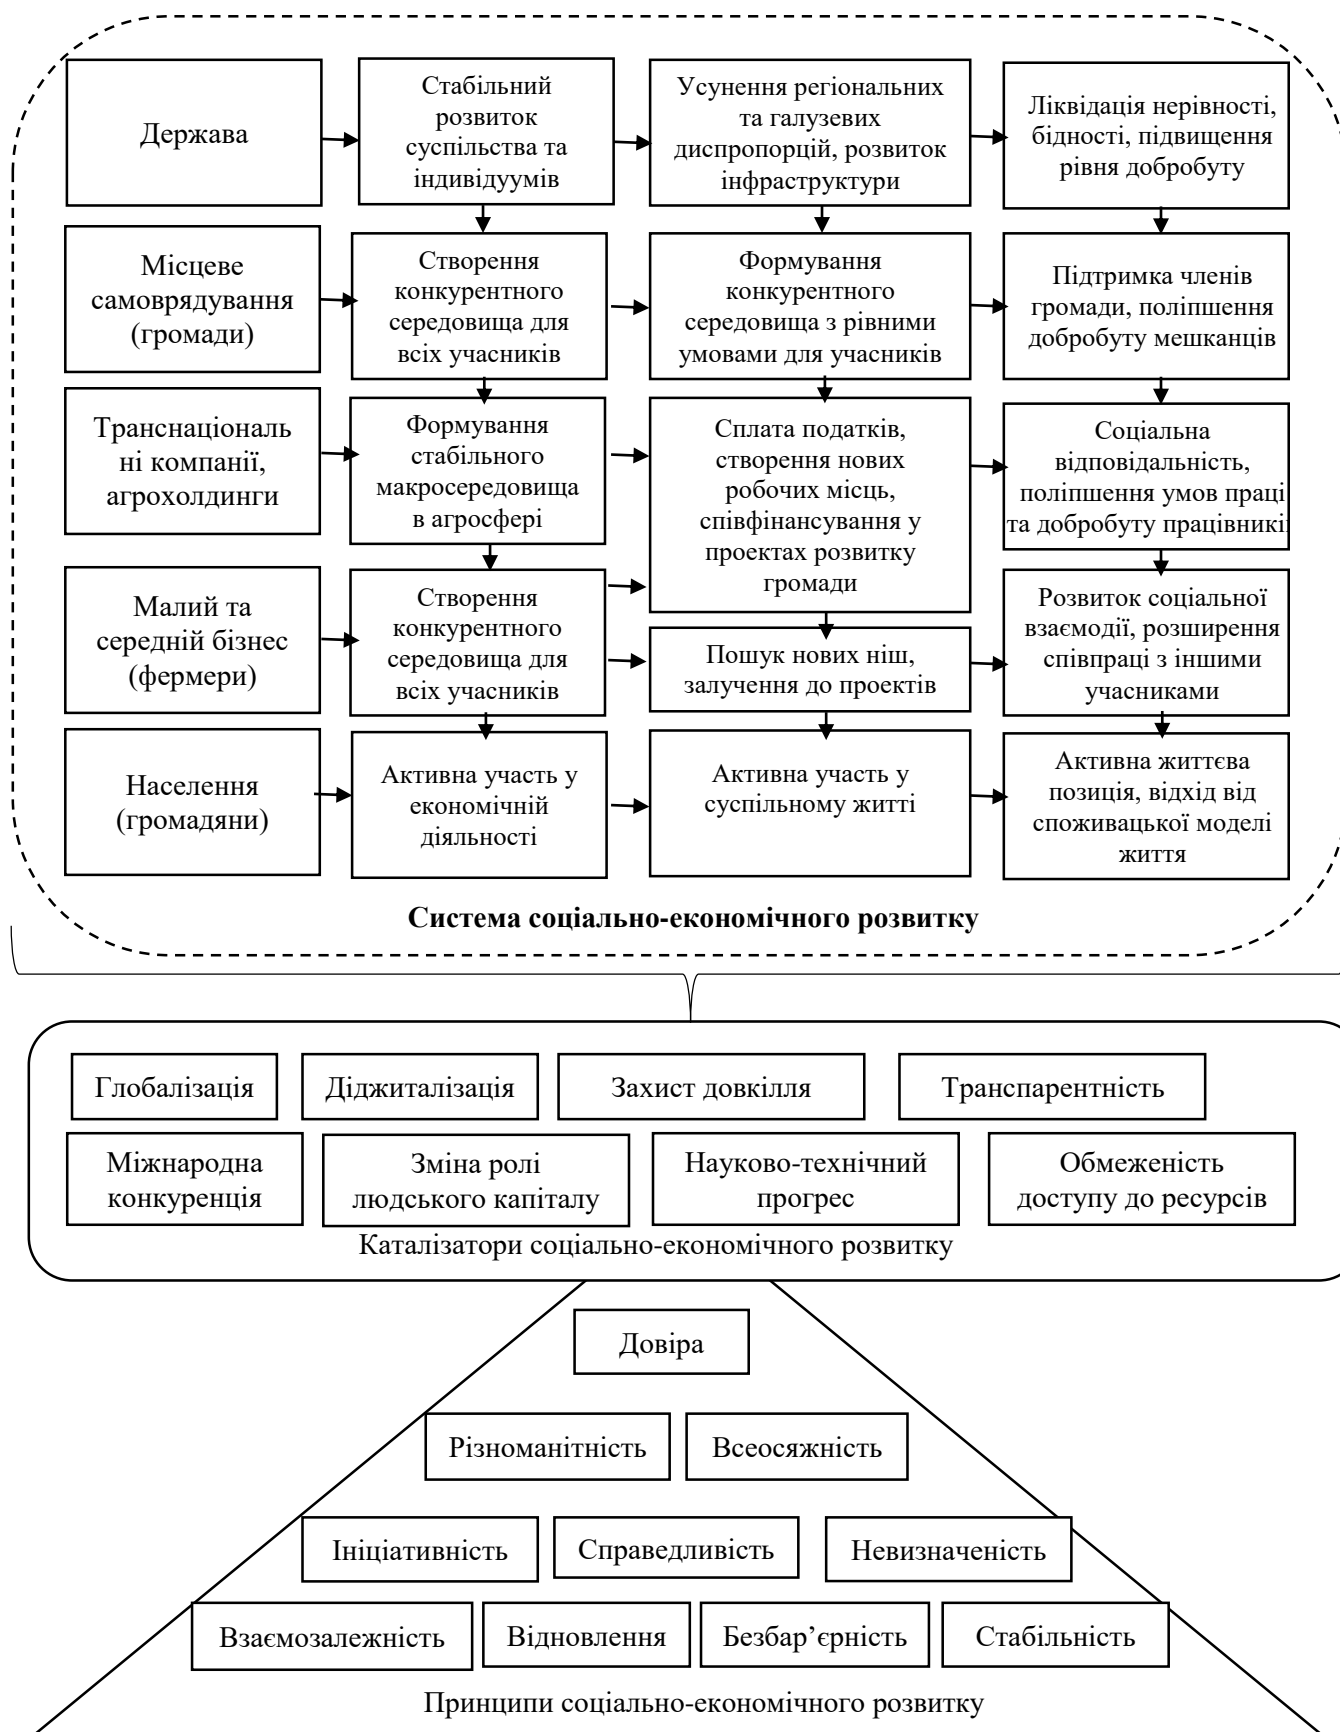 Держава
Стабільний
розвиток
суспільства та
індивідуумів
Усунення регіональних
та галузевих
диспропорцій, розвиток
інфраструктури
Ліквідація нерівності,
бідності, підвищення
рівня добробуту
Місцеве
самоврядування
(громади)
Створення
конкурентного
середовища для
всіх учасників
Формування
конкурентного
середовища з рівними
умовами для учасників
Підтримка членів
громади, поліпшення
добробуту мешканців
Транснаціональ
ні компанії,
агрохолдинги
Формування
стабільного
макросередовища
в агросфері
Сплата податків,
створення нових
робочих місць,
співфінансування у
проектах розвитку
громади
Соціальна
відповідальність,
поліпшення умов праці
та добробуту працівникі
Малий та
середній бізнес
(фермери)
Створення
конкурентного
середовища для
всіх учасників
Пошук нових ніш,
залучення до проектів
Розвиток соціальної
взаємодії, розширення
співпраці з іншими
учасниками
Населення
(громадяни)
Активна участь у
економічній
діяльності
Активна участь у
суспільному житті
Активна життєва
позиція, відхід від
споживацької моделі
життя
Система соціально-економічного розвитку
Глобалізація
Діджиталізація
Захист довкілля
Транспарентність
Міжнародна
конкуренція
Зміна ролі
людського капіталу
Науково-технічний
прогрес
Обмеженість
доступу до ресурсів
Каталізатори соціально-економічного розвитку
Довіра
Різноманітність
Всеосяжність
Ініціативність
Справедливість
Невизначеність
Взаємозалежність
Відновлення
Безбар’єрність
Стабільність
Принципи соціально-економічного розвитку